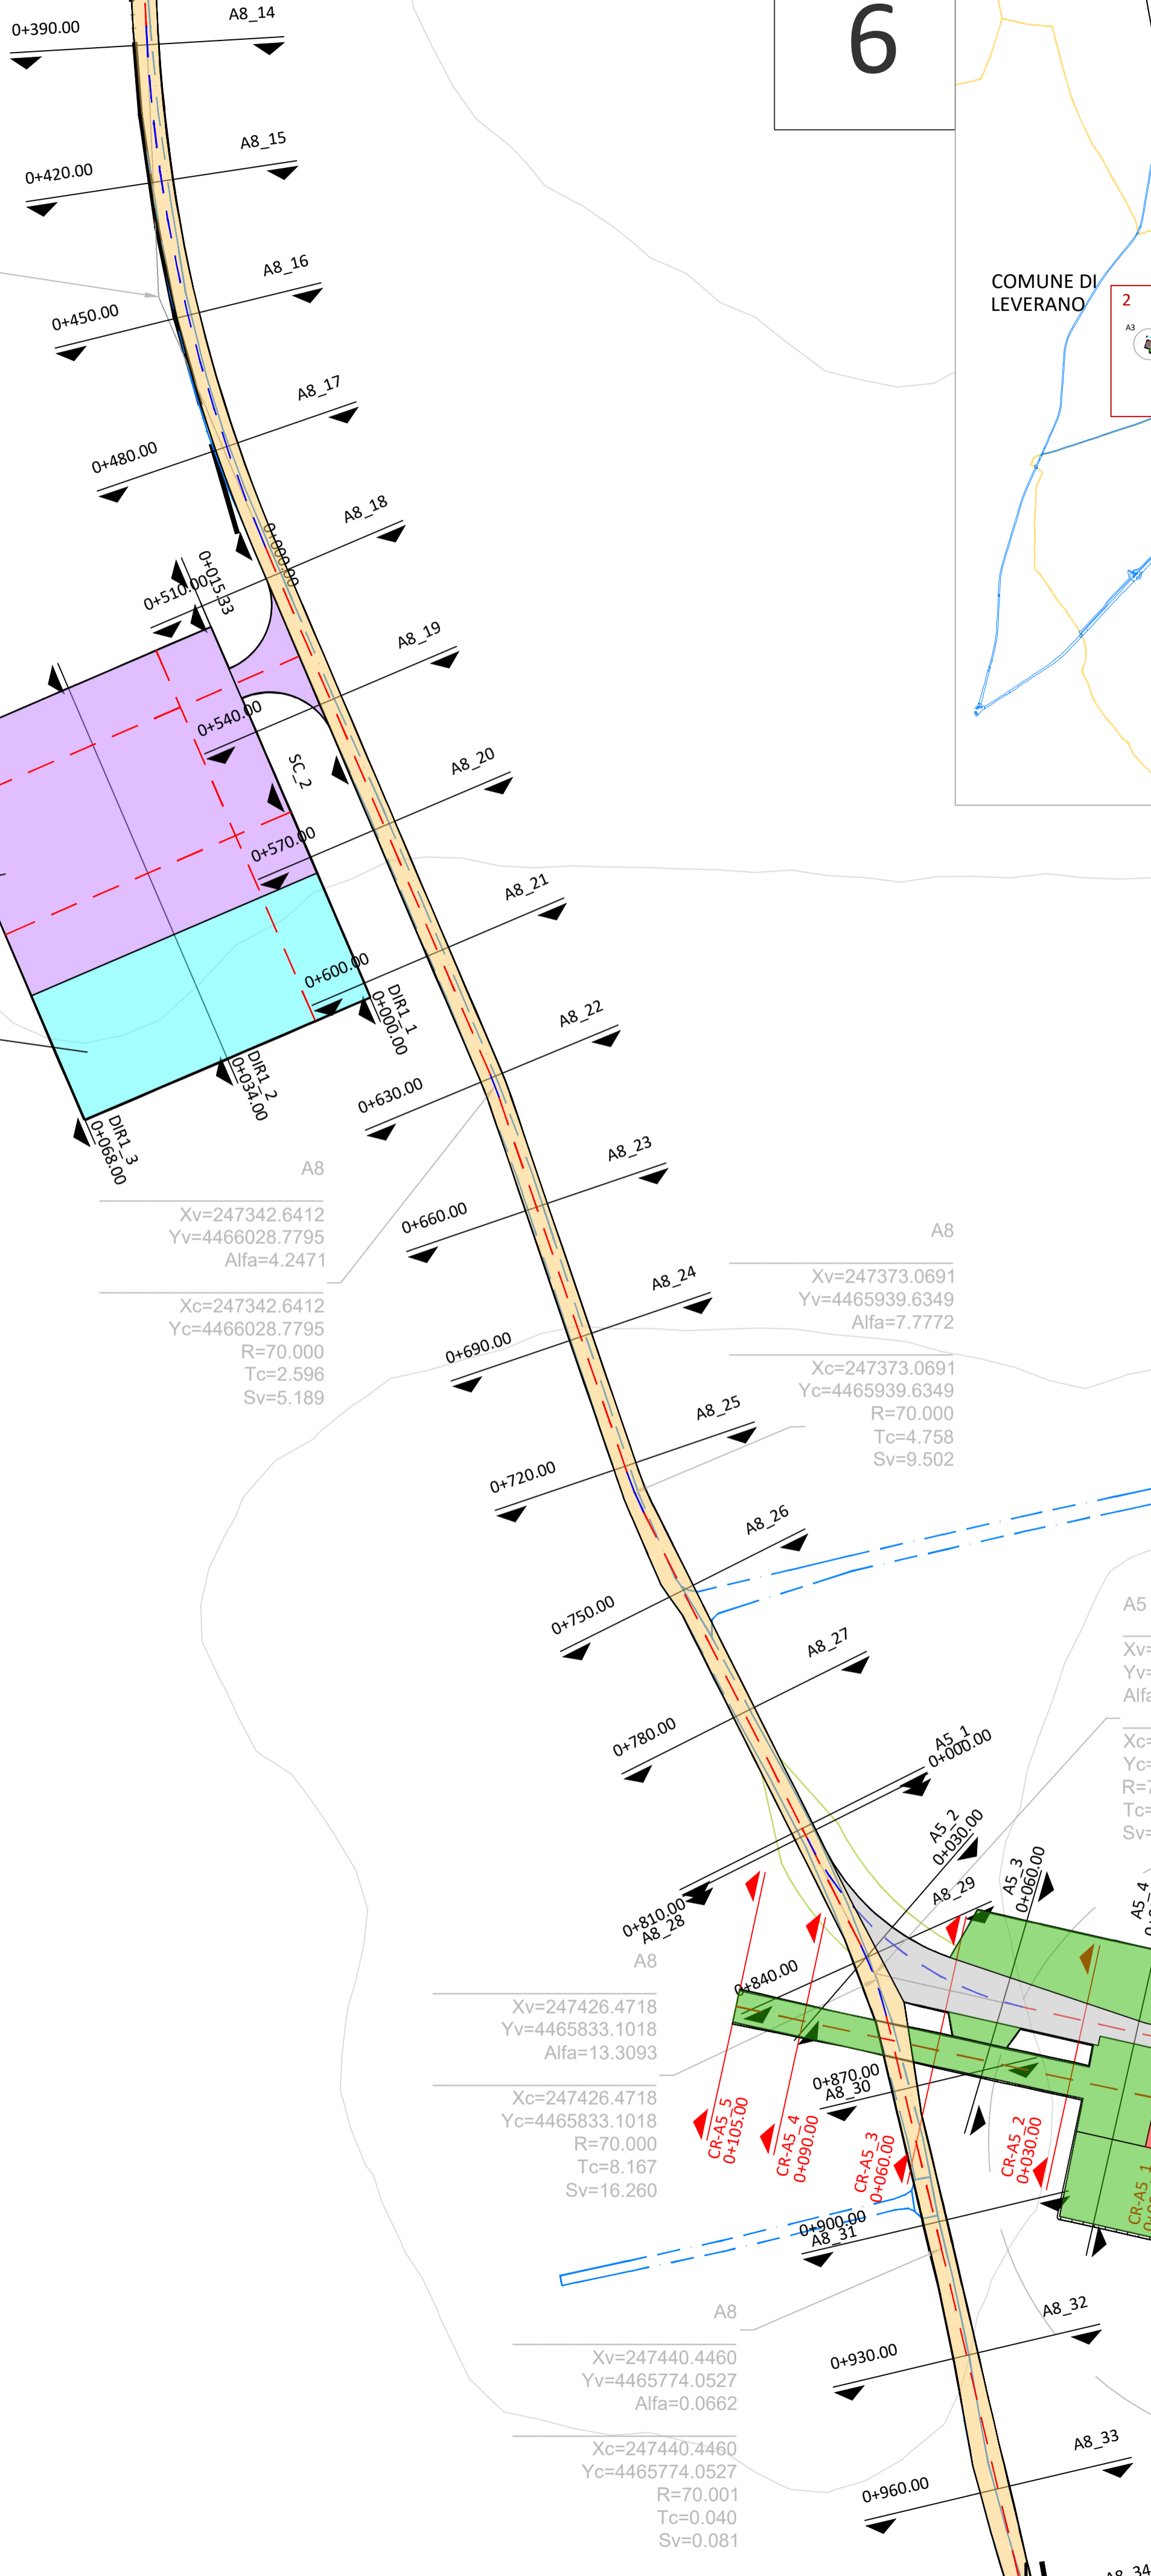 6
0+390.00
A8_14
0+420.00
A8_15
COMUNE DI
LEVERANO
2
A3
A8_16
0+450.00
A8_17
0+480.00
A8_18
0+000.00
0+015.33
0+510.00
A8_19
0+540.00
SC_2
A8_20
0+570.00
A8_21
0+600.00
DIR1_1
0+000.00
A8_22
DIR1_2
0+034.00
0+630.00
DIR1_3
0+068.00
A8_23
A8
Xv=247342.6412
Yv=4466028.7795
Alfa=4.2471
Xc=247342.6412
Yc=4466028.7795
R=70.000
Tc=2.596
Sv=5.189
0+660.00
A8
Xv=247373.0691
Yv=4465939.6349
Alfa=7.7772
Xc=247373.0691
Yc=4465939.6349
R=70.000
Tc=4.758
Sv=9.502
A8_24
0+690.00
A8_25
0+720.00
A8_26
0+750.00
A5
A8_27
0+780.00
A5_1
0+000.00
A5_2
0+030.00
A5_3
0+060.00
A5_4
A8_29
0+810.00
A8_28
0+840.00
A8
Xv=247426.4718
Yv=4465833.1018
Alfa=13.3093
Xc=247426.4718
Yc=4465833.1018
R=70.000
Tc=8.167
Sv=16.260
0+870.00
A8_30
CR-A5_5
0+105.00
CR-A5_4
0+090.00
CR-A5_3
0+060.00
CR-A5_2
0+030.00
CR-A5_1
0+900.00
A8_31
A8
Xv=247440.4460
Yv=4465774.0527
Alfa=0.0662
Xc=247440.4460
Yc=4465774.0527
R=70.001
Tc=0.040
Sv=0.081
A8_32
0+930.00
A8_33
0+960.00
A8_34